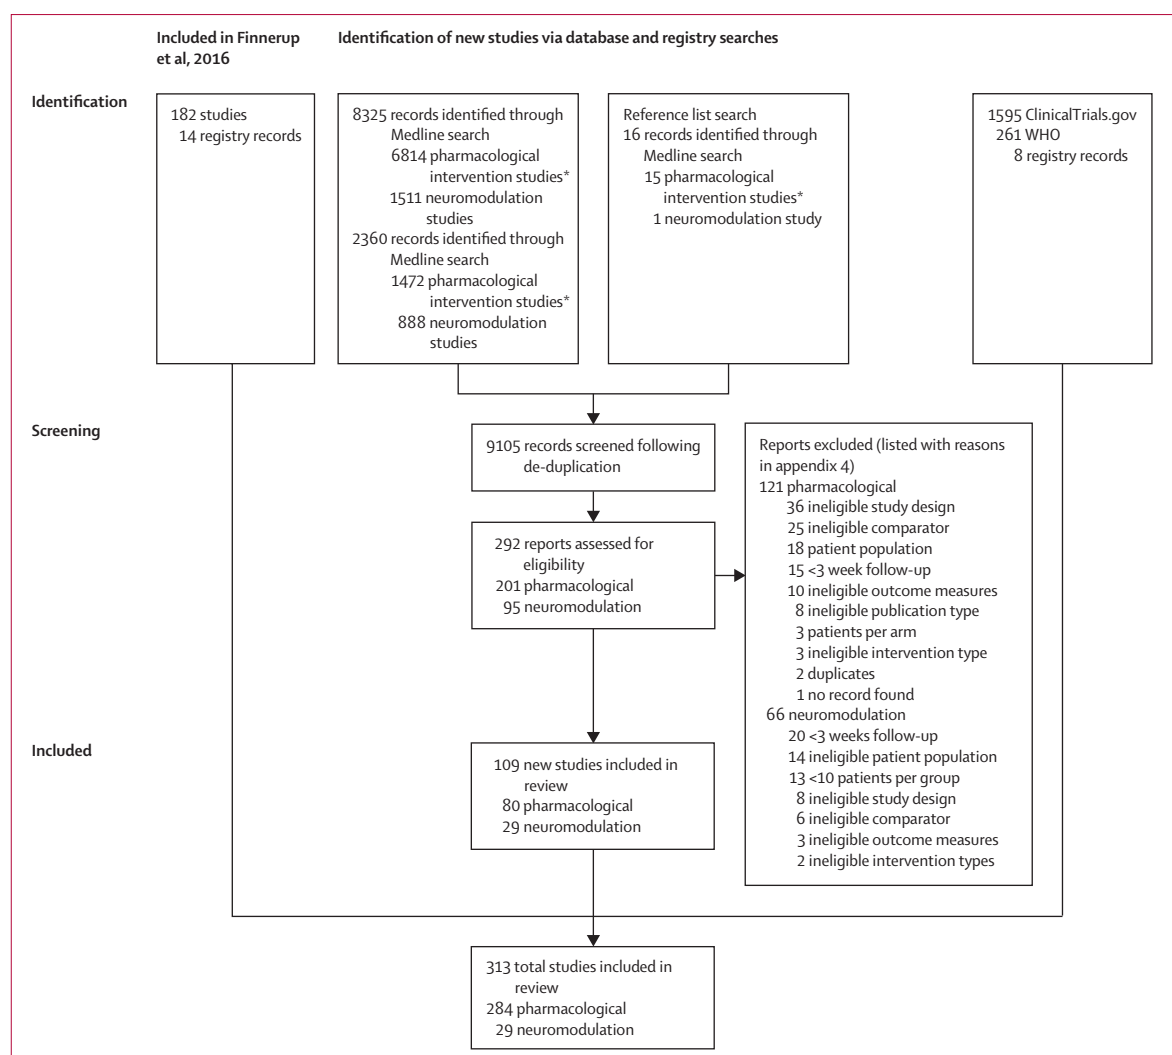 Included in Finnerup
et al, 2016
Identification of new studies via database and registry searches
Identification
182 studies
14 registry records
8325 records identified through
Medline search
6814 pharmacological
intervention studies*
1511 neuromodulation
studies
2360 records identified through
Medline search
1472 pharmacological
intervention studies*
888 neuromodulation
studies
Reference list search
16 records identified through
Medline search
15 pharmacological
intervention studies*
1 neuromodulation study
1595 ClinicalTrials.gov
261 WHO
8 registry records
Screening
9105 records screened following
de-duplication
292 reports assessed for
eligibility
201 pharmacological
95 neuromodulation
Reports excluded (listed with reasons
in appendix 4)
121 pharmacological
36 ineligible study design
25 ineligible comparator
18 patient population
15 <3 week follow-up
10 ineligible outcome measures
8 ineligible publication type
3 patients per arm
3 ineligible intervention type
2 duplicates
1 no record found
66 neuromodulation
20 <3 weeks follow-up
14 ineligible patient population
13 <10 patients per group
8 ineligible study design
6 ineligible comparator
3 ineligible outcome measures
2 ineligible intervention types
Included
109 new studies included in
review
80 pharmacological
29 neuromodulation
313 total studies included in
review
284 pharmacological
29 neuromodulation